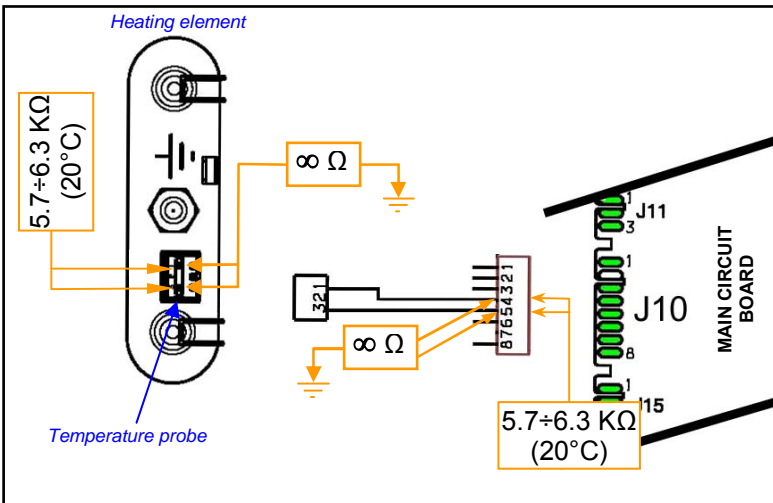 Heating element
5.7÷6.3 KΩ
(20°C)
∞ Ω
1
J11
3
321
87654321
∞ Ω
1
J10
8
MAIN CIRCUIT
BOARD
1
J15
5.7÷6.3 KΩ
(20°C)
Temperature probe